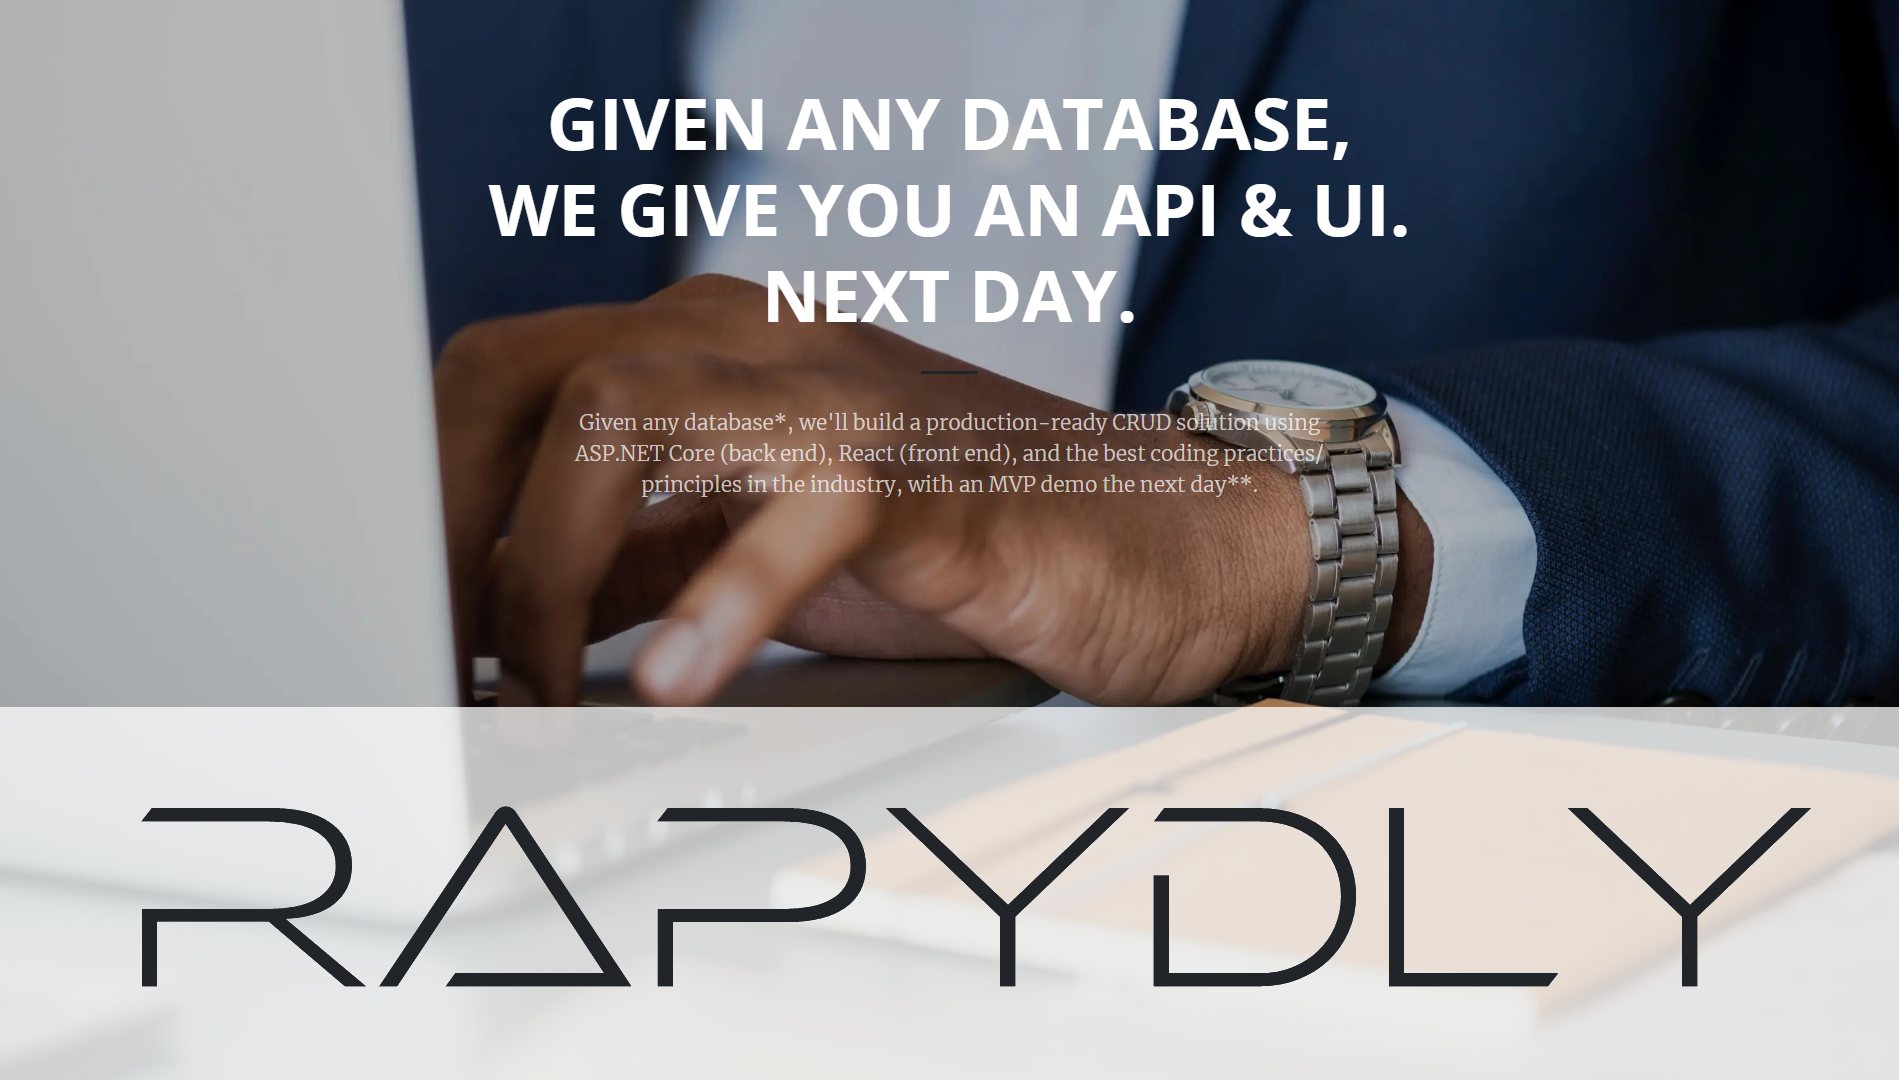 GIVEN ANY DATABASE,
WE GIVE YOU AN API & UI.
NEXT DAY.
Given any database*, we'll build a production-ready CRUD solution using
ASP.NET Core (back end), React (front end), and the best coding practices/
principles in the industry, with an MVP demo the next day**.
RAPYDLY